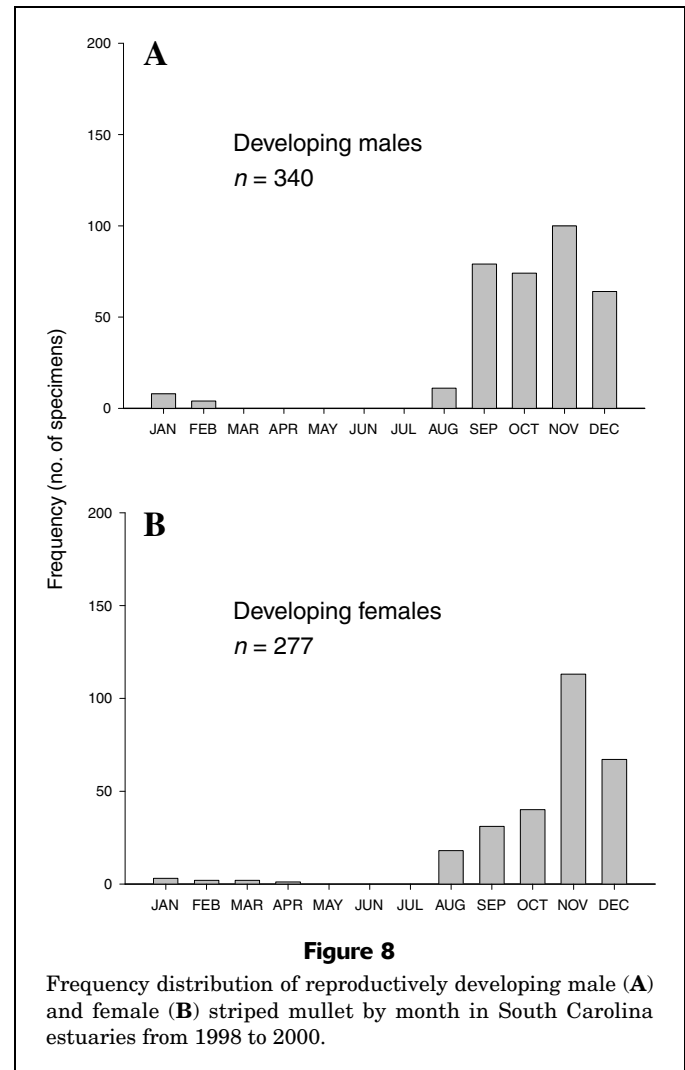 A
Developing males
n = 340
200
150
100
50
0
JAN FEB MAR APR MAY JUN JUL AUG SEP OCT NOV DEC
Frequency (no. of specimens)
B
Developing females
n = 277
200
150
100
50
0
JAN FEB MAR APR MAY JUN JUL AUG SEP OCT NOV DEC
Figure 8
Frequency distribution of reproductively developing male (A)
and female (B) striped mullet by month in South Carolina
estuaries from 1998 to 2000.